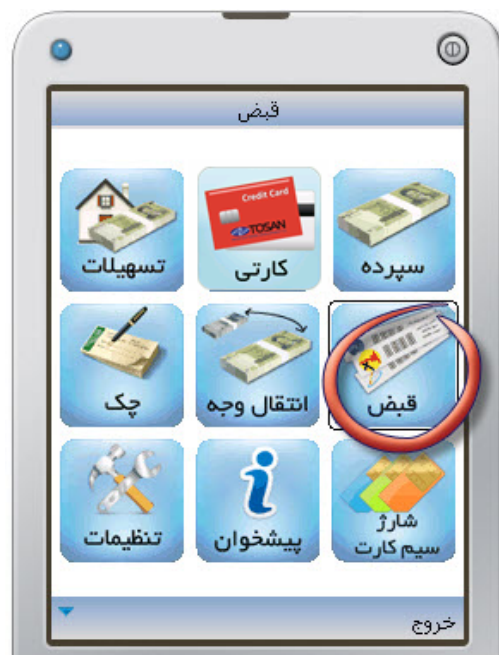 قبض
سپرده
Credit Card
TOSAN
کارتی
تسهیلات
قبض
انتقال وجه
چک
شارژ
سیم کارت
پیشخوان
تنظیمات
خروج